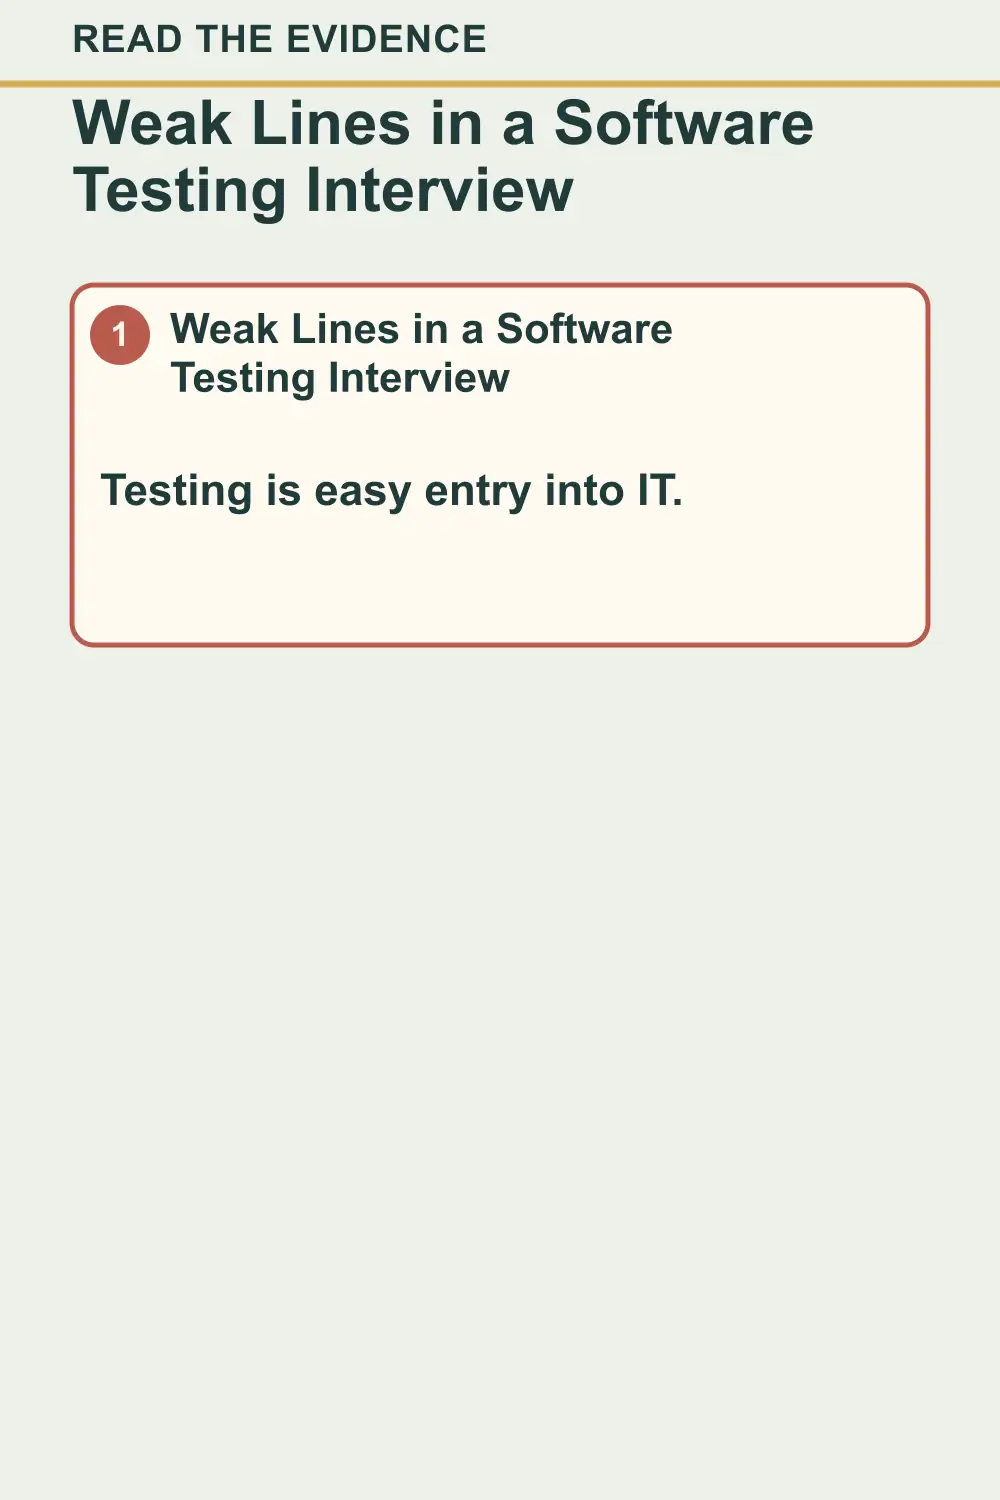 READ THE EVIDENCE
Weak Lines in a Software
Testing Interview
1
Weak Lines in a Software
Testing Interview
Testing is easy entry into IT.